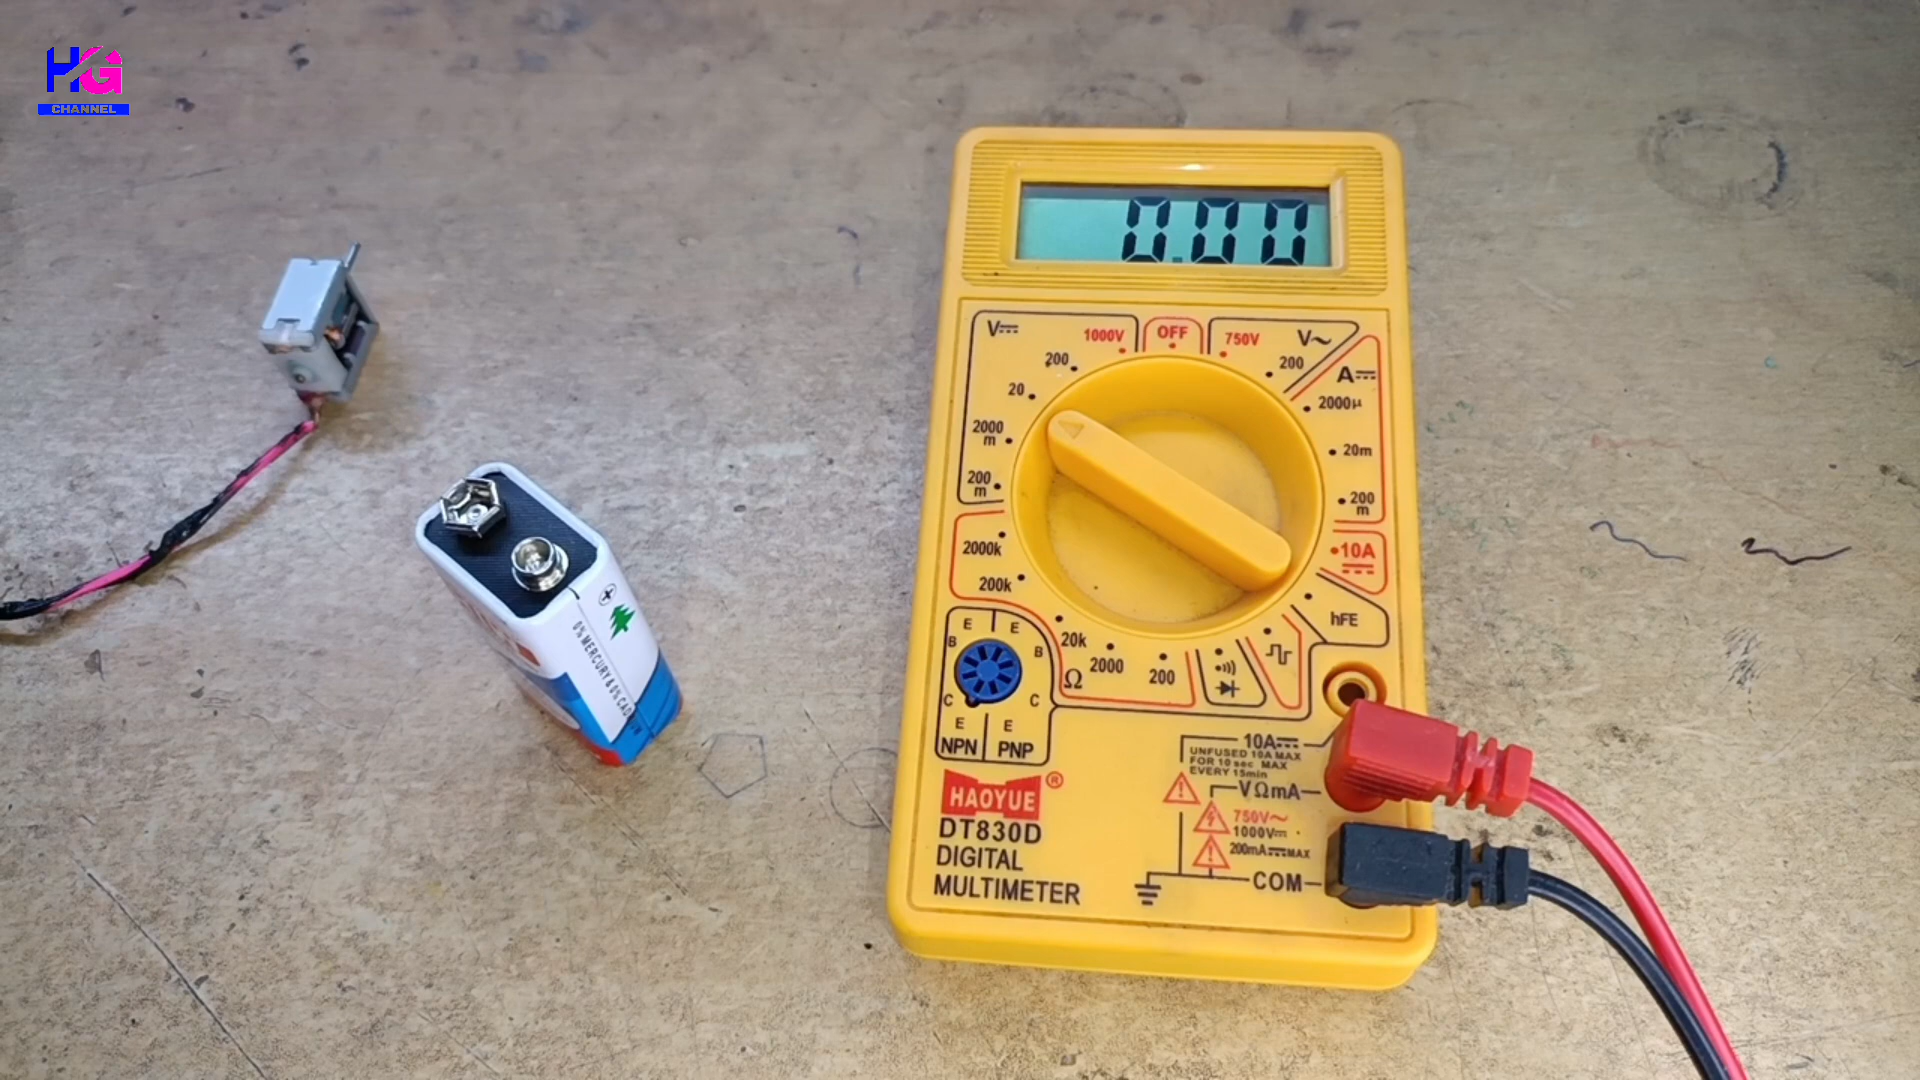 HG
CHANNEL
0.00
V⎓
1000V
OFF
750V
V~
200
200
A⎓
20
2000µ
2000
m
20m
200
m
200
m
2000k
10A
200k
hFE
20k
2000
200
Ω
E E
B B
C C
E E
NPN PNP
10A⎓
UNFUSED 10A MAX
FOR 10 sec MAX
EVERY 15min
VΩmA
750V~
1000V⎓
200mA⎓MAX
COM
HAOYUE®
DT830D
DIGITAL
MULTIMETER
+
0% MERCURY & 0% CAD